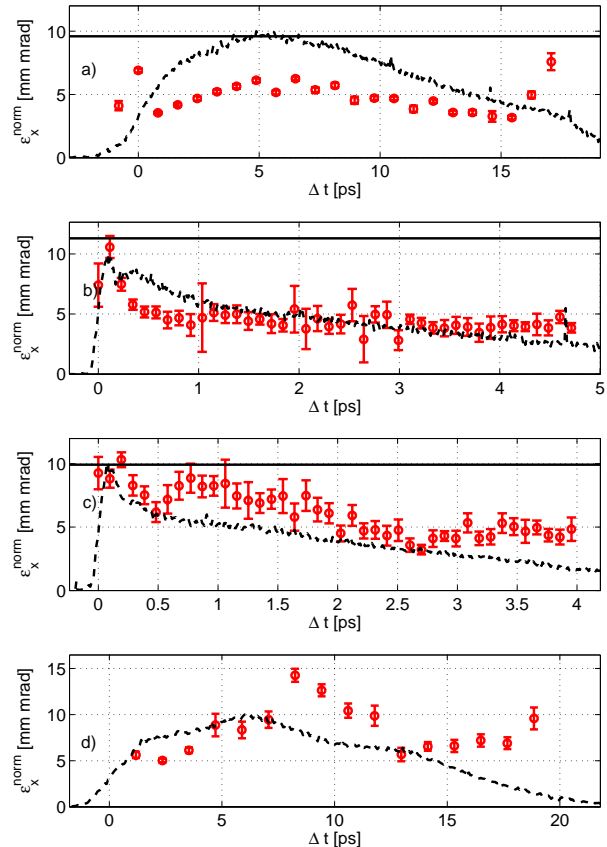 10
5
0
a)
ε_x^norm [mm mrad]
0 5 10 15
Δ t [ps]
10
5
0
b)
ε_x^norm [mm mrad]
0 1 2 3 4 5
Δ t [ps]
10
5
0
c)
ε_x^norm [mm mrad]
0 0.5 1 1.5 2 2.5 3 3.5 4
Δ t [ps]
15
10
5
0
d)
ε_x^norm [mm mrad]
0 5 10 15 20
Δ t [ps]